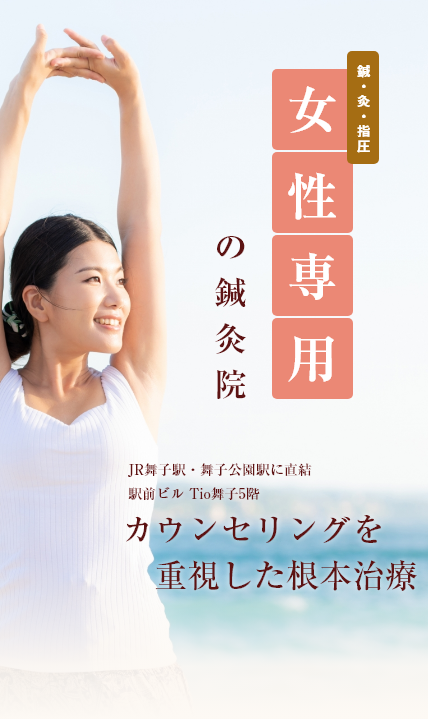 鍼・灸・指圧
女性専用
の鍼灸院
JR舞子駅・舞子公園駅に直結
駅前ビル Tio舞子5階
カウンセリングを
重視した根本治療